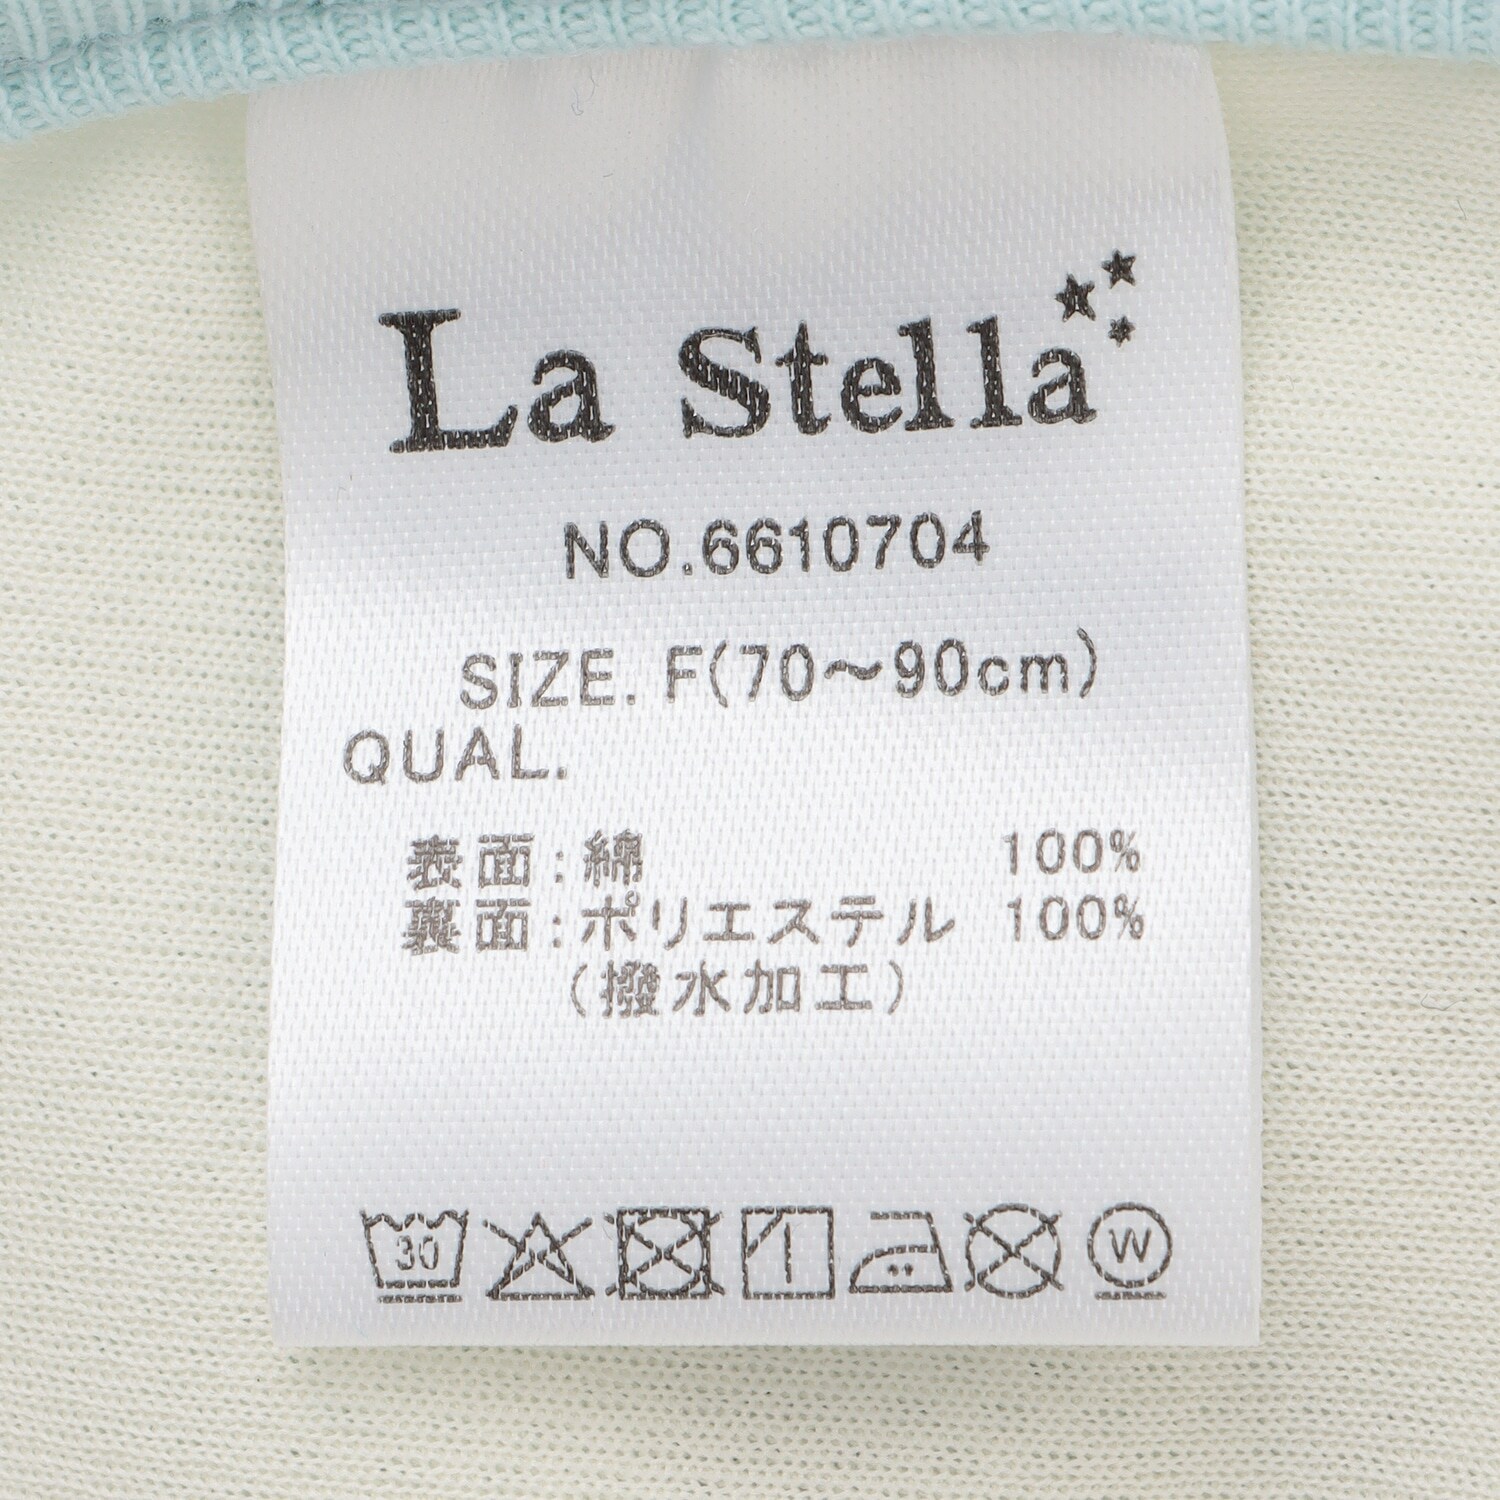 La Stella
NO.6610704
SIZE. F(70～90cm)
QUAL.
表面:綿 100%
裏面:ポリエステル 100%
(撥水加工)
30 W